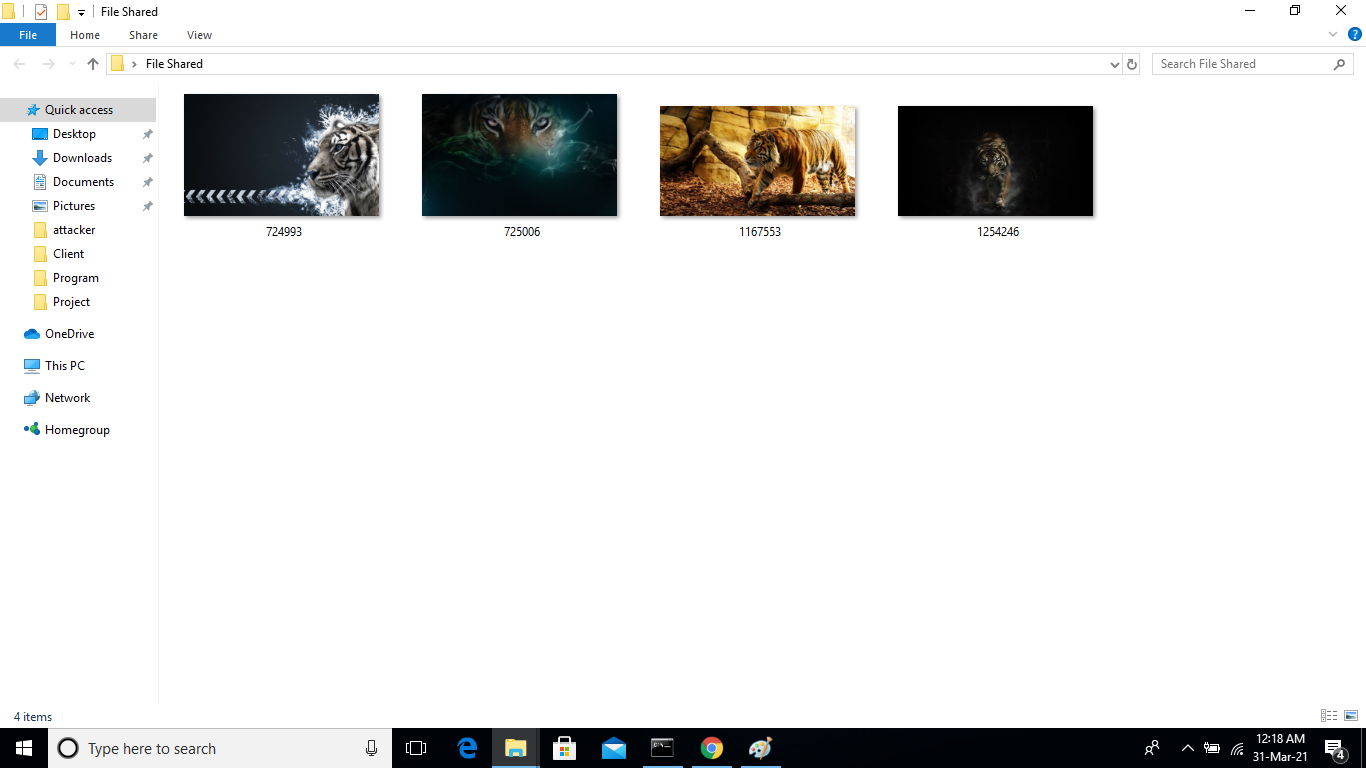 File Shared
File Home Share View
File Shared
Search File Shared
Quick access
Desktop
Downloads
Documents
Pictures
attacker
Client
Program
Project
OneDrive
This PC
Network
Homegroup
724993
725006
1167553
1254246
4 items
Type here to search
12:18 AM
31-Mar-21
4